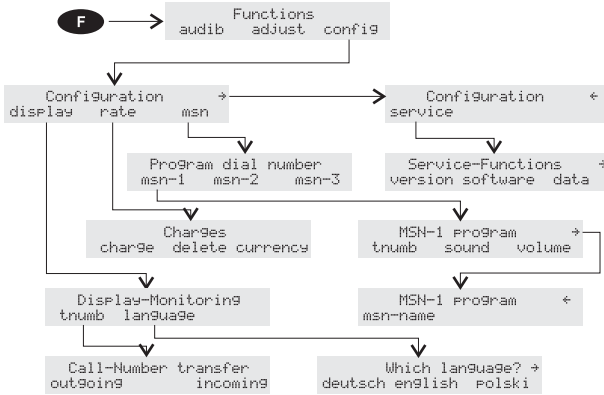 F
Functions
audib adjust config
Configuration →
display rate msn
Configuration ←
service
Program dial number
msn-1 msn-2 msn-3
Service-Functions →
version software data
Charges
charge delete currency
MSN-1 program →
tnumb sound volume
Display-Monitoring
tnumb language
MSN-1 program ←
msn-name
Call-Number transfer
outgoing incoming
Which language? →
deutsch english polski